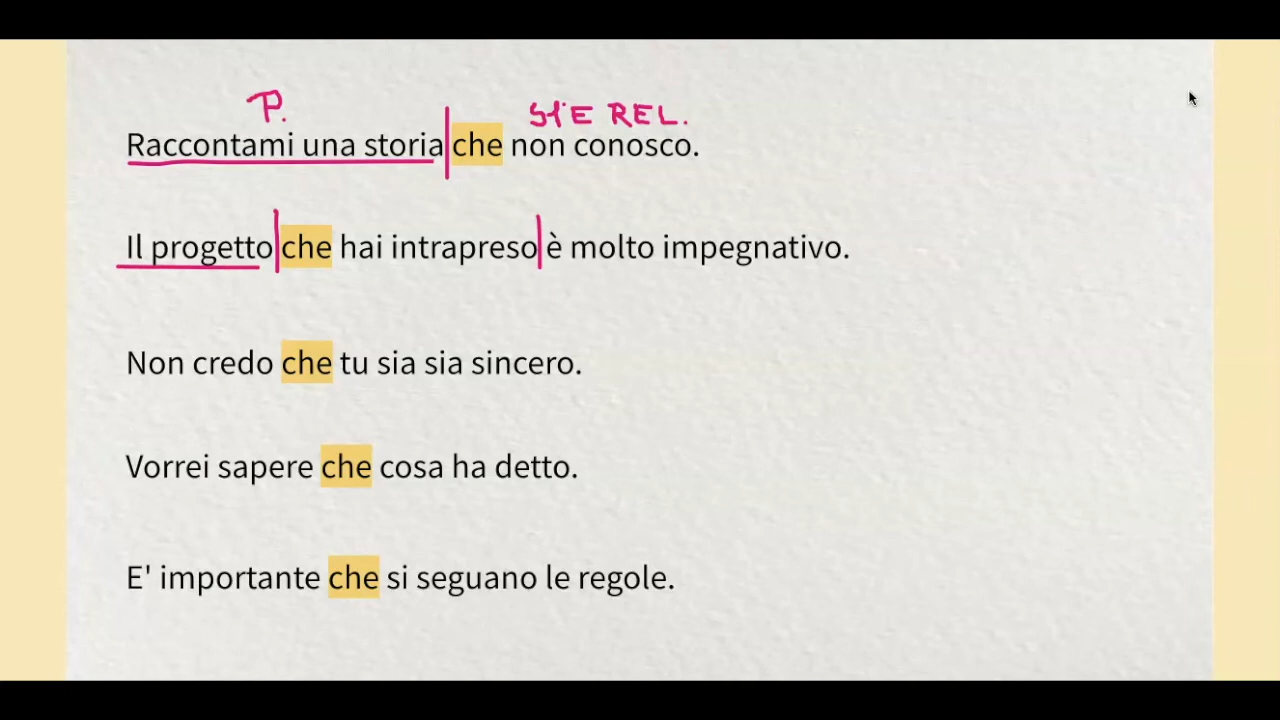 P. S1°E REL.
Raccontami una storia che non conosco.
Il progetto che hai intrapreso è molto impegnativo.
Non credo che tu sia sia sincero.
Vorrei sapere che cosa ha detto.
E' importante che si seguano le regole.